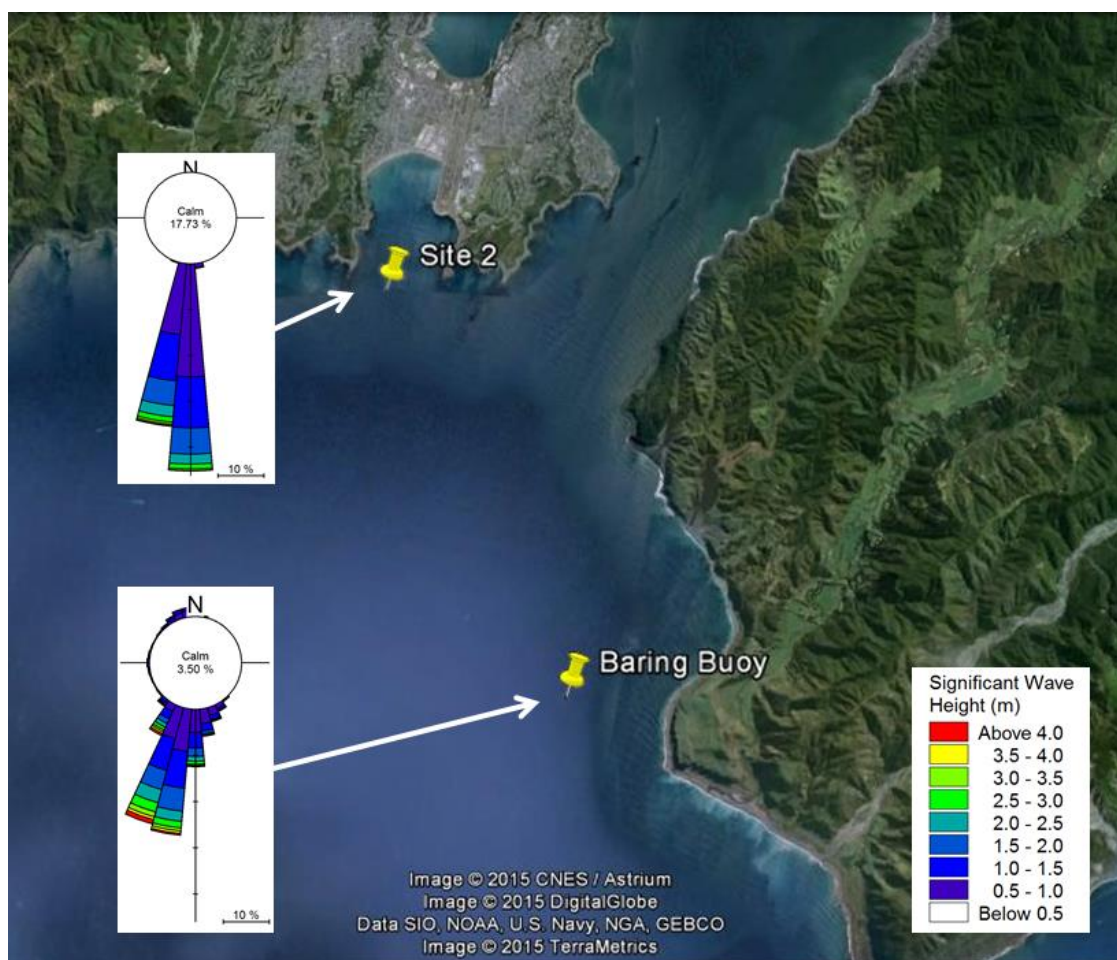 N
Calm
17.73 %
10 %
Site 2
N
Calm
3.50 %
10 %
Baring Buoy
Significant Wave
Height (m)
Above 4.0
3.5 - 4.0
3.0 - 3.5
2.5 - 3.0
2.0 - 2.5
1.5 - 2.0
1.0 - 1.5
0.5 - 1.0
Below 0.5
Image © 2015 CNES / Astrium
Image © 2015 DigitalGlobe
Data SIO, NOAA, U.S. Navy, NGA, GEBCO
Image © 2015 TerraMetrics